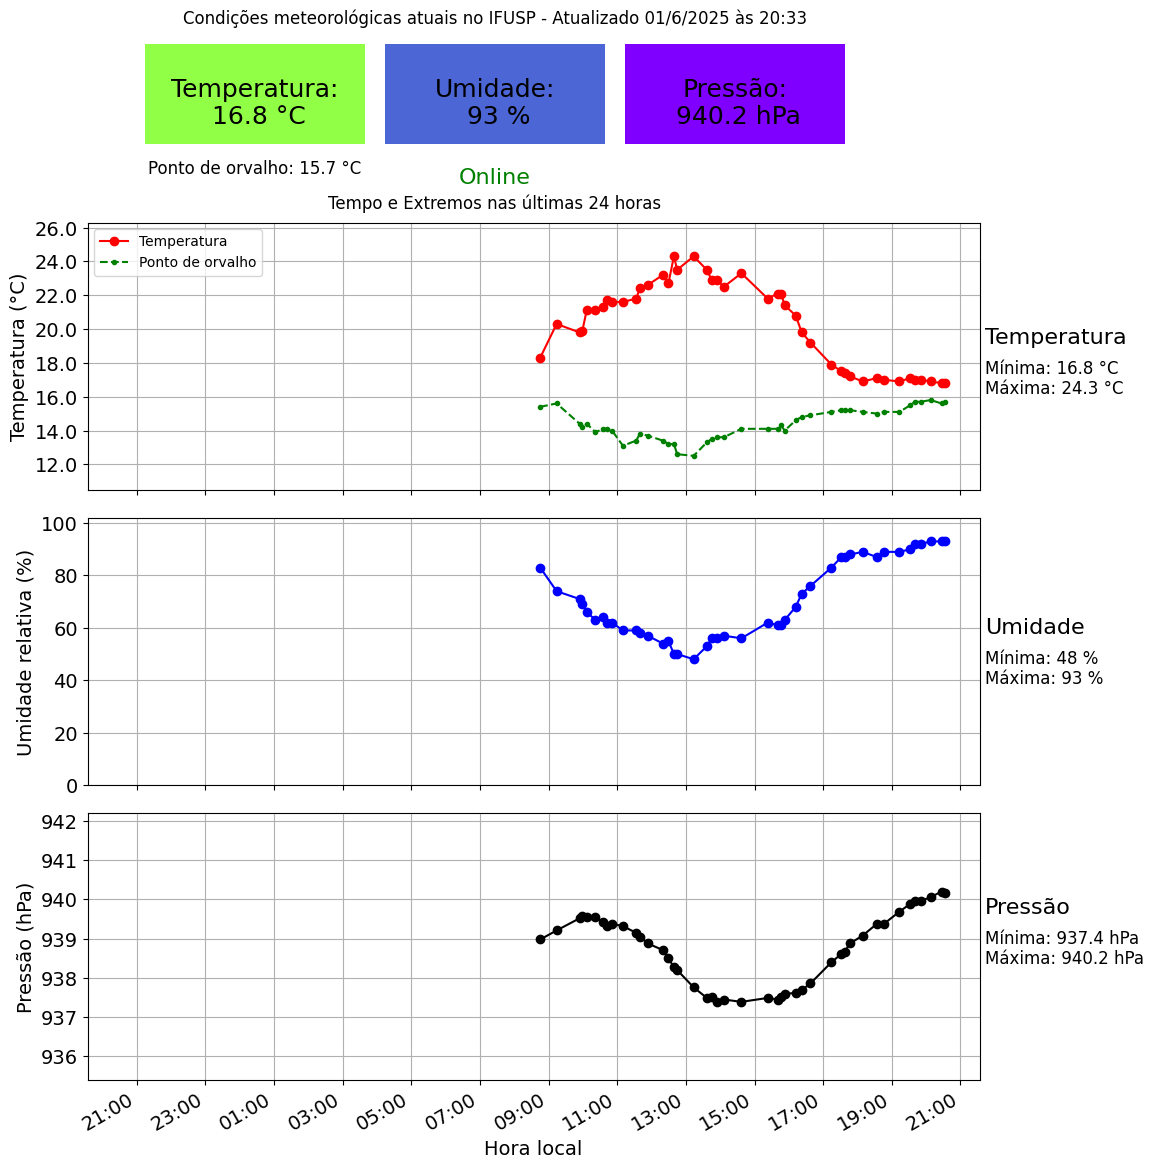 Condições meteorológicas atuais no IFUSP - Atualizado 01/6/2025 às 20:33
Temperatura:
16.8 °C
Umidade:
93 %
Pressão:
940.2 hPa
Ponto de orvalho: 15.7 °C
Online
Tempo e Extremos nas últimas 24 horas
Temperatura (°C)
26.0
24.0
22.0
20.0
18.0
16.0
14.0
12.0
Temperatura
Ponto de orvalho
Temperatura
Mínima: 16.8 °C
Máxima: 24.3 °C
Umidade relativa (%)
100
80
60
40
20
0
Umidade
Mínima: 48 %
Máxima: 93 %
Pressão (hPa)
942
941
940
939
938
937
936
Pressão
Mínima: 937.4 hPa
Máxima: 940.2 hPa
21:00 23:00 01:00 03:00 05:00 07:00 09:00 11:00 13:00 15:00 17:00 19:00 21:00
Hora local